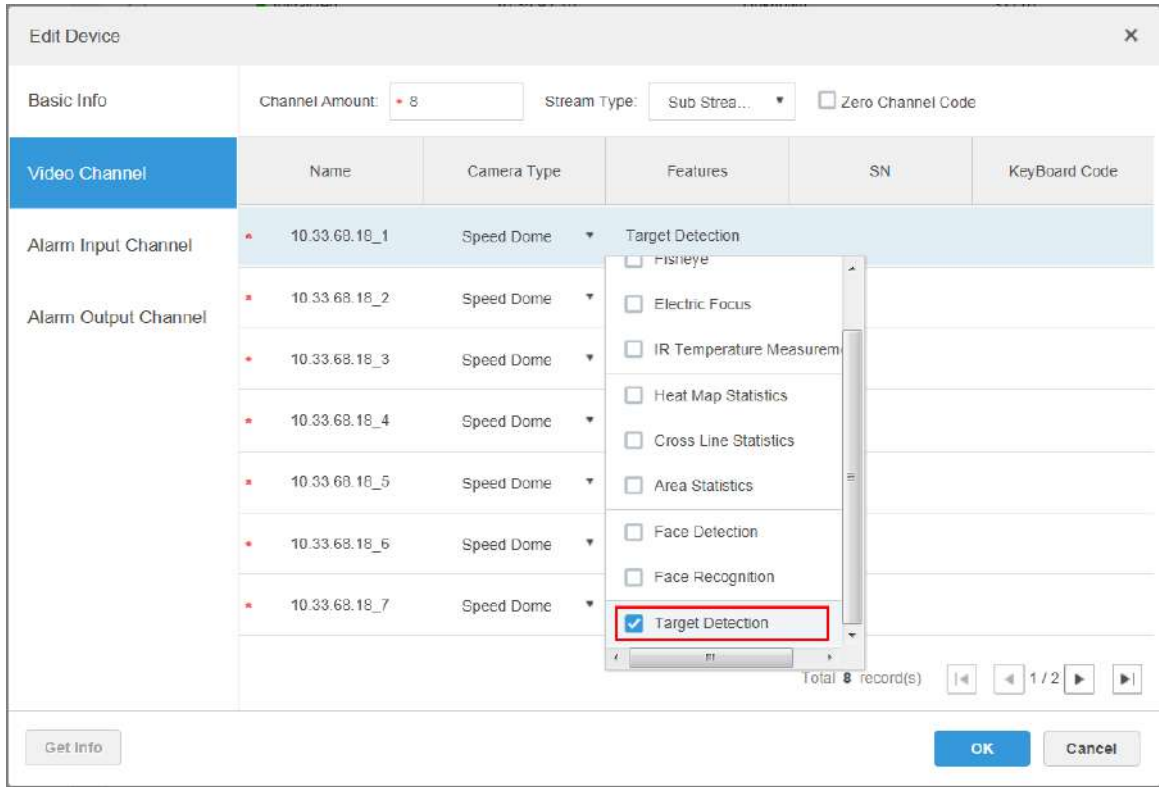 Edit Device ×
Basic Info
Channel Amount: * 8 Stream Type: Sub Strea... Zero Channel Code
Video Channel
Name Camera Type Features SN KeyBoard Code
Alarm Input Channel
* 10.33.68.18_1 Speed Dome Target Detection
Fisheye
Alarm Output Channel
* 10.33.68.18_2 Speed Dome Electric Focus
* 10.33.68.18_3 Speed Dome IR Temperature Measurem
Heat Map Statistics
* 10.33.68.18_4 Speed Dome Cross Line Statistics
* 10.33.68.18_5 Speed Dome Area Statistics
* 10.33.68.18_6 Speed Dome Face Detection
Face Recognition
* 10.33.68.18_7 Speed Dome Target Detection
Total 8 record(s) 1 / 2
Get Info OK Cancel